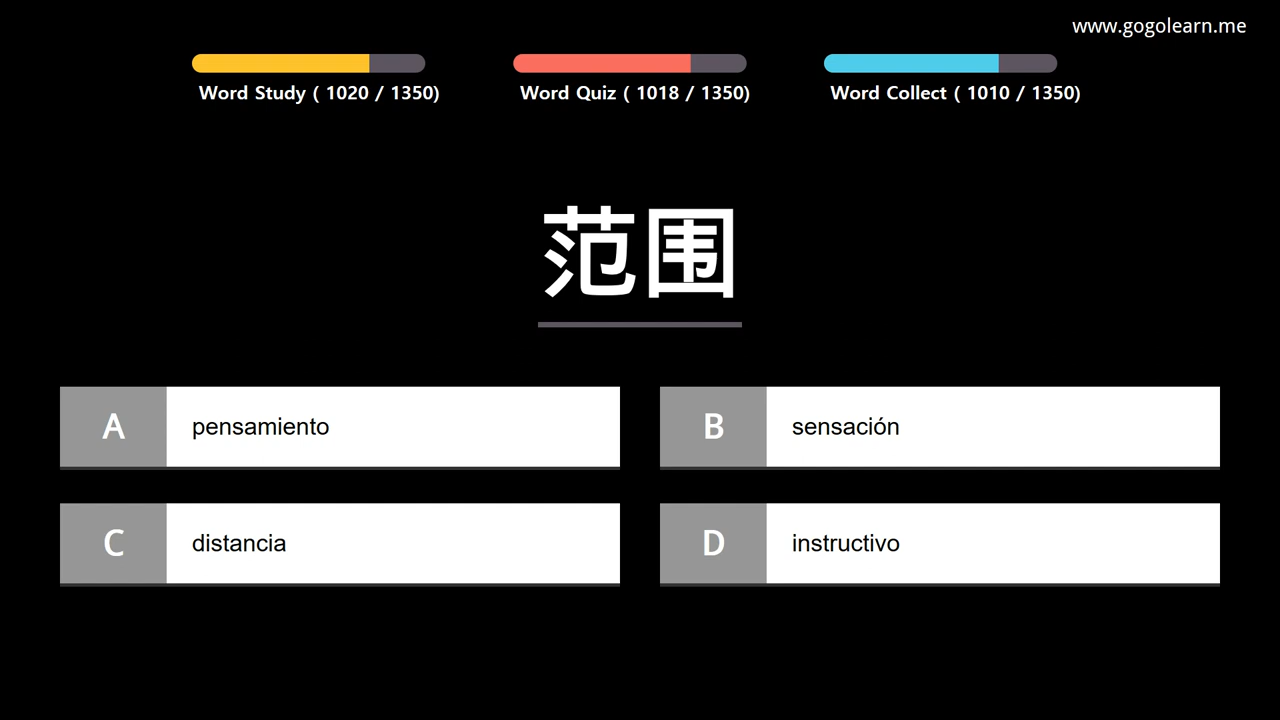 www.gogolearn.me
Word Study ( 1020 / 1350)
Word Quiz ( 1018 / 1350)
Word Collect ( 1010 / 1350)
范围
A pensamiento
B sensación
C distancia
D instructivo